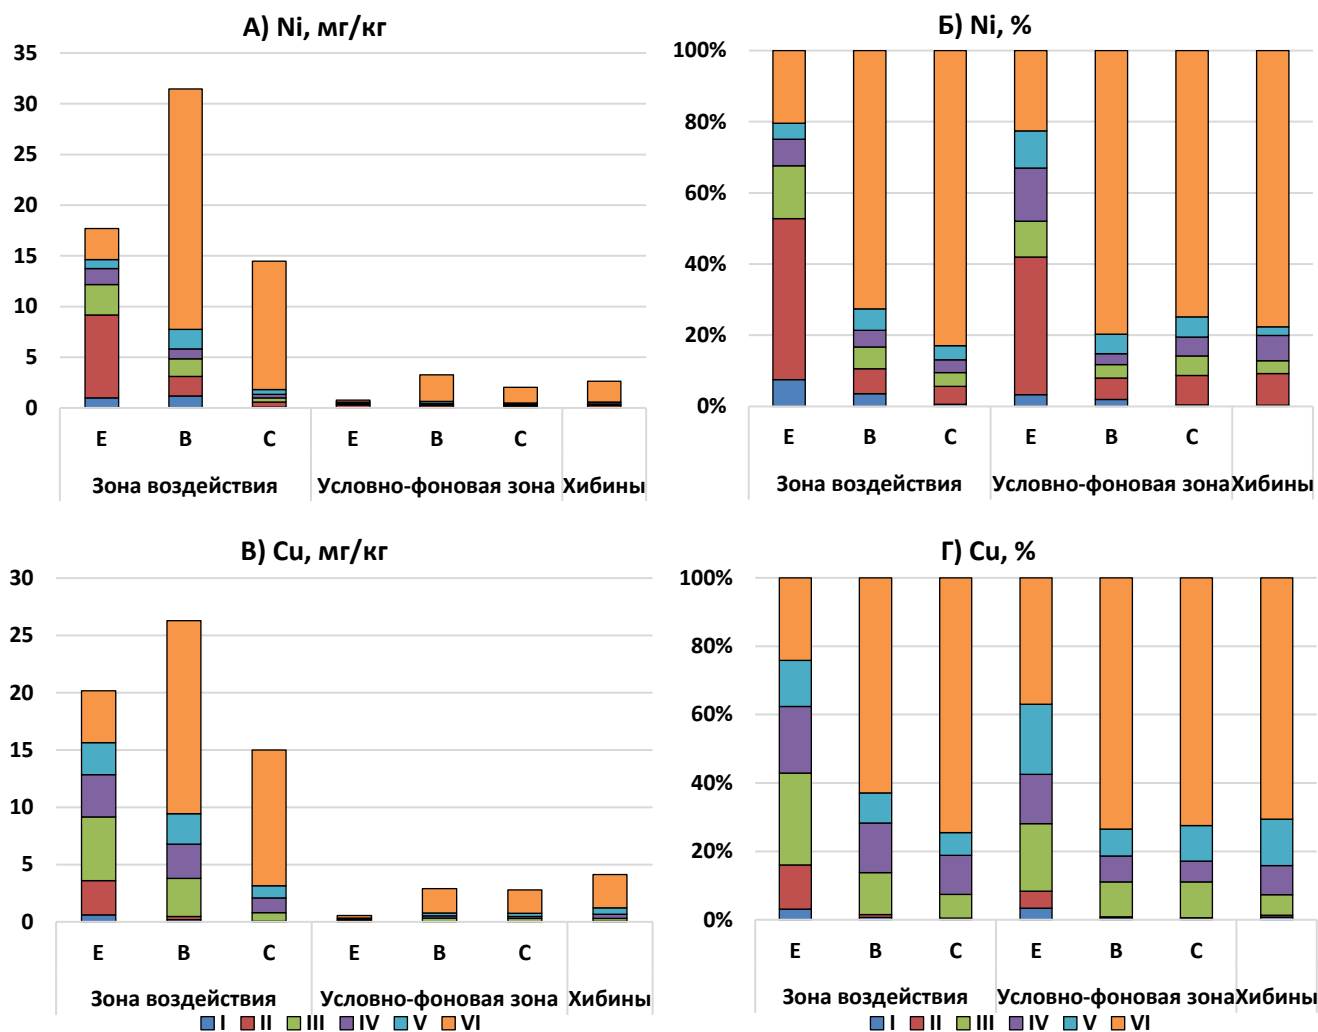 А) Ni, мг/кг
35
30
25
20
15
10
5
0
E B C E B C
Зона воздействия Условно-фоновая зона Хибины
Б) Ni, %
100%
80%
60%
40%
20%
0%
E B C E B C
Зона воздействия Условно-фоновая зона Хибины
В) Cu, мг/кг
30
25
20
15
10
5
0
E B C E B C
Зона воздействия Условно-фоновая зона Хибины
I II III IV V VI
Г) Cu, %
100%
80%
60%
40%
20%
0%
E B C E B C
Зона воздействия Условно-фоновая зона Хибины
I II III IV V VI